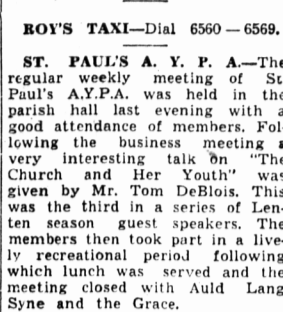 ROY'S TAXI—Dial 6560 — 6569.
ST. PAUL'S A. Y. P. A.—The
regular weekly meeting of St.
Paul's A.Y.P.A. was held in the
parish hall last evening with a
good attendance of members. Fol-
lowing the business meeting a
very interesting talk on "The
Church and Her Youth" was
given by Mr. Tom DeBlois. This
was the third in a series of Len-
ten season guest speakers. The
members then took part in a live-
ly recreational period following
which lunch was served and the
meeting closed with Auld Lang
Syne and the Grace.